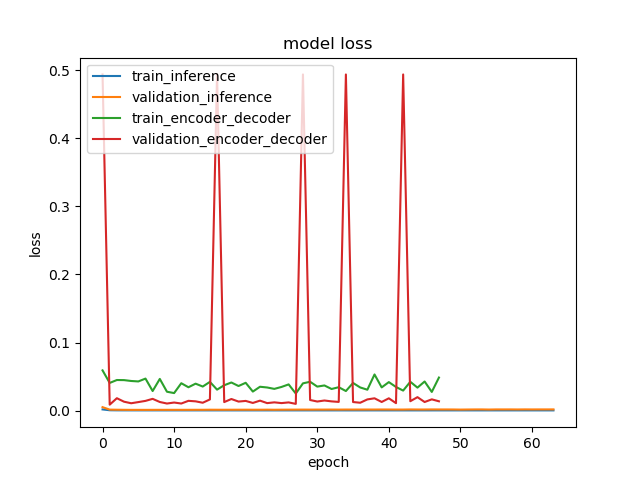 model loss
train_inference
validation_inference
train_encoder_decoder
validation_encoder_decoder
loss
0.5
0.4
0.3
0.2
0.1
0.0
0 10 20 30 40 50 60
epoch